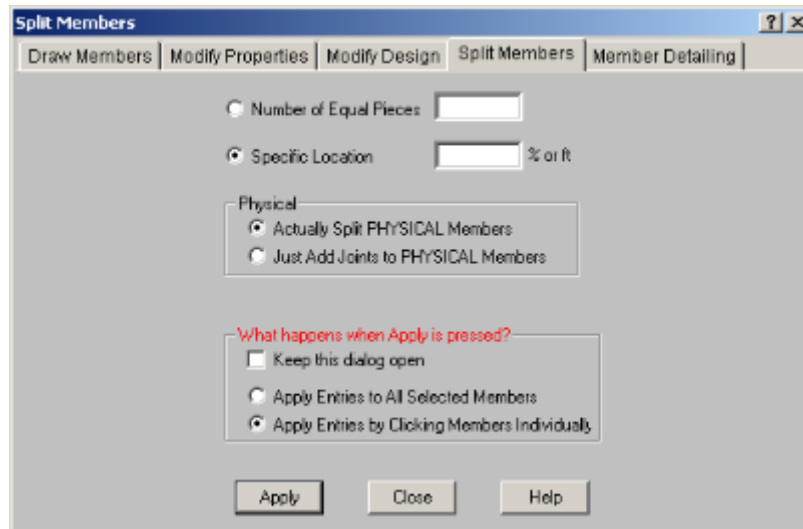 Split Members
Draw Members Modify Properties Modify Design Split Members Member Detailing
Number of Equal Pieces
Specific Location % or ft
Physical
Actually Split PHYSICAL Members
Just Add Joints to PHYSICAL Members
What happens when Apply is pressed?
Keep this dialog open
Apply Entries to All Selected Members
Apply Entries by Clicking Members Individually
Apply Close Help